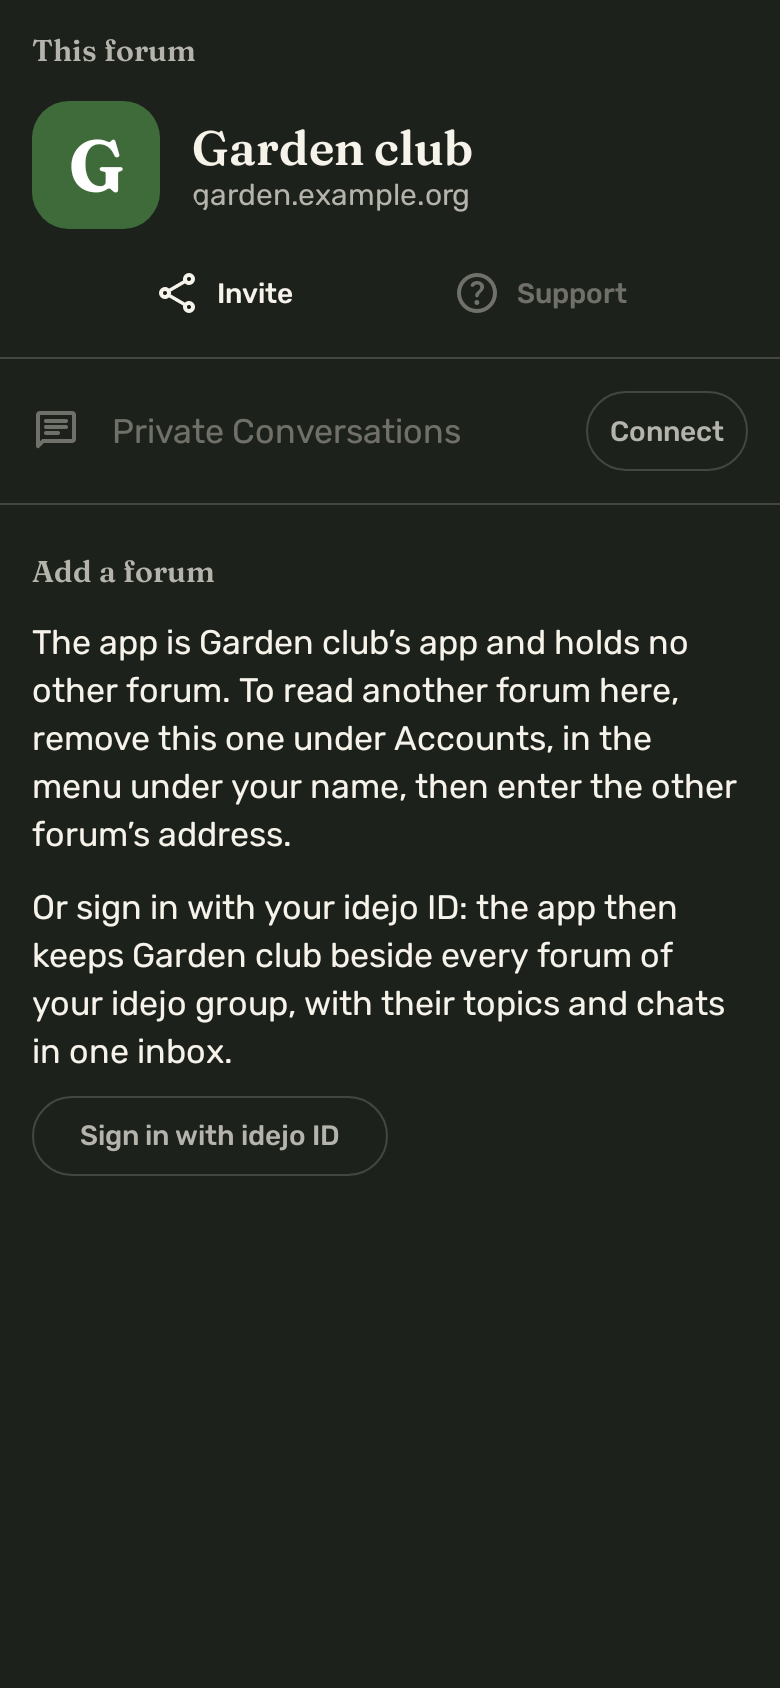 This forum
G
Garden club
garden.example.org
Invite
Support
Private Conversations
Connect
Add a forum
The app is Garden club’s app and holds no
other forum. To read another forum here,
remove this one under Accounts, in the
menu under your name, then enter the other
forum’s address.
Or sign in with your idejo ID: the app then
keeps Garden club beside every forum of
your idejo group, with their topics and chats
in one inbox.
Sign in with idejo ID